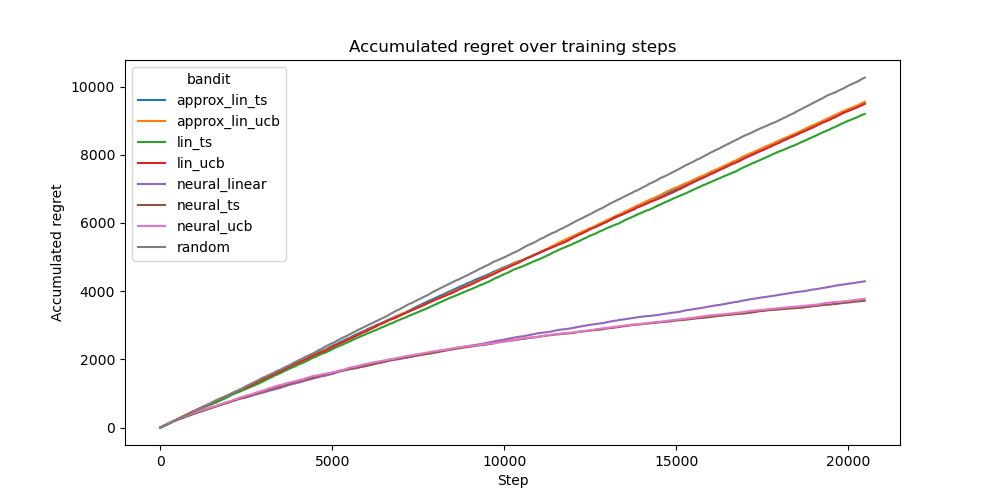 Accumulated regret over training steps
Accumulated regret
10000
8000
6000
4000
2000
0
bandit
approx_lin_ts
approx_lin_ucb
lin_ts
lin_ucb
neural_linear
neural_ts
neural_ucb
random
0 5000 10000 15000 20000
Step